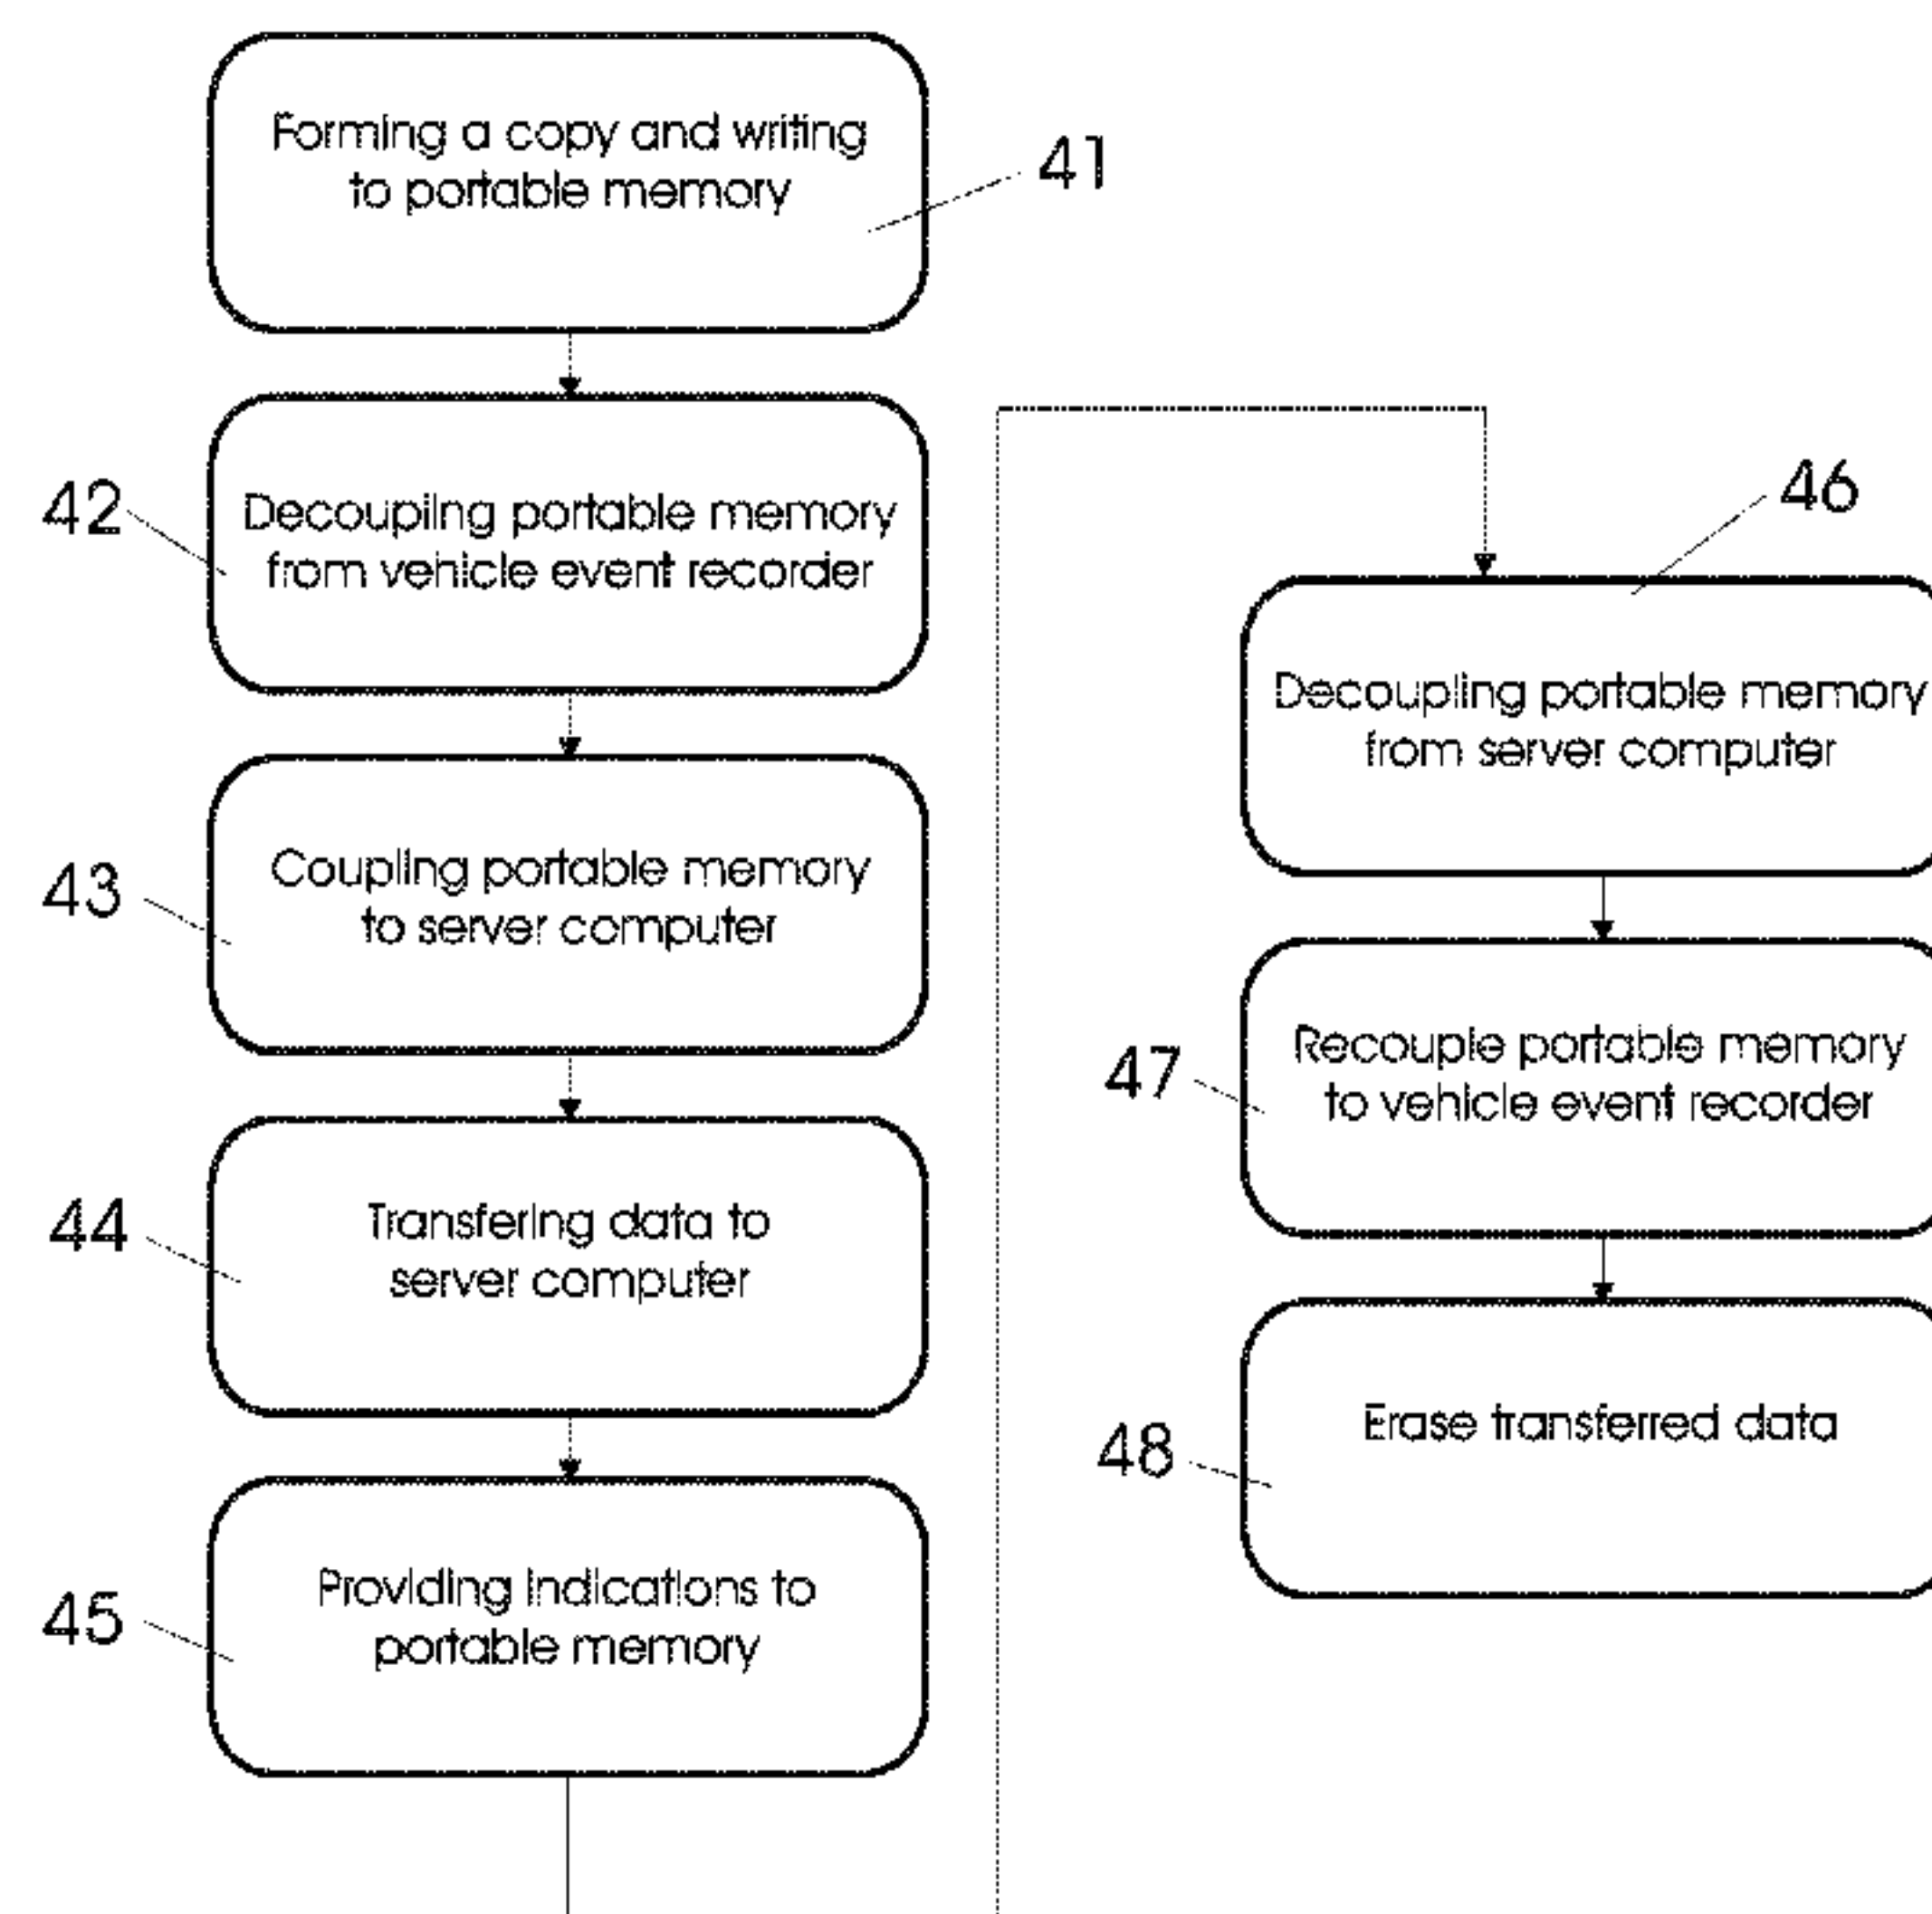 Forming a copy and writing
to portable memory
41
42
Decoupling portable memory
from vehicle event recorder
43
Coupling portable memory
to server computer
44
Transfering data to
server computer
45
Providing indications to
portable memory
46
Decoupling portable memory
from server computer
47
Recouple portable memory
to vehicle event recorder
48
Erase transferred data